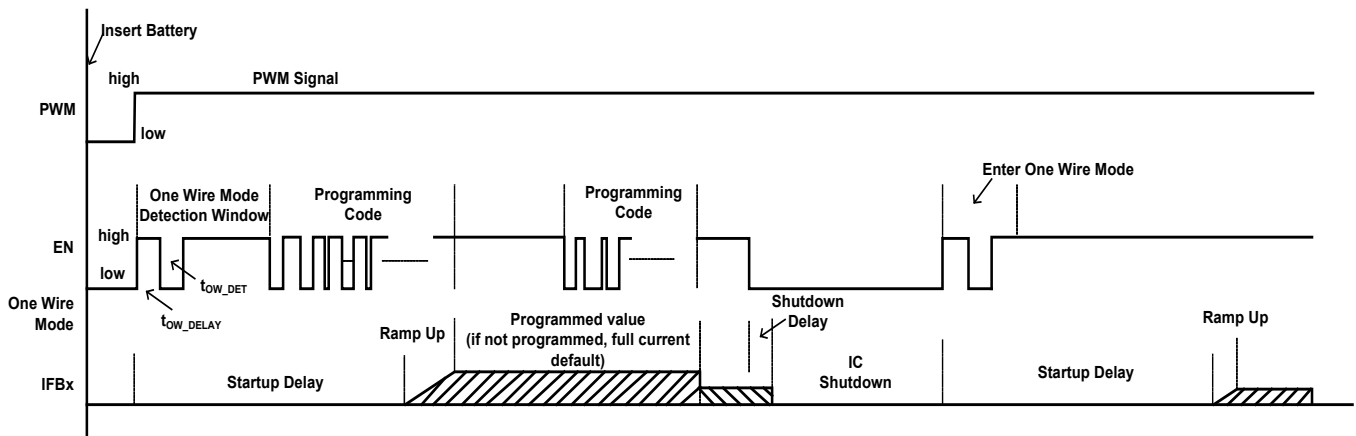 Insert Battery
high
PWM Signal
PWM
low
Enter One Wire Mode
One Wire Mode
Detection Window
Programming
Code
Programming
Code
high
EN
low
tOW_DET
tOW_DELAY
One Wire
Mode
Shutdown
Delay
Ramp Up
Programmed value
(if not programmed, full current
default)
Ramp Up
IFBx
Startup Delay
IC
Shutdown
Startup Delay